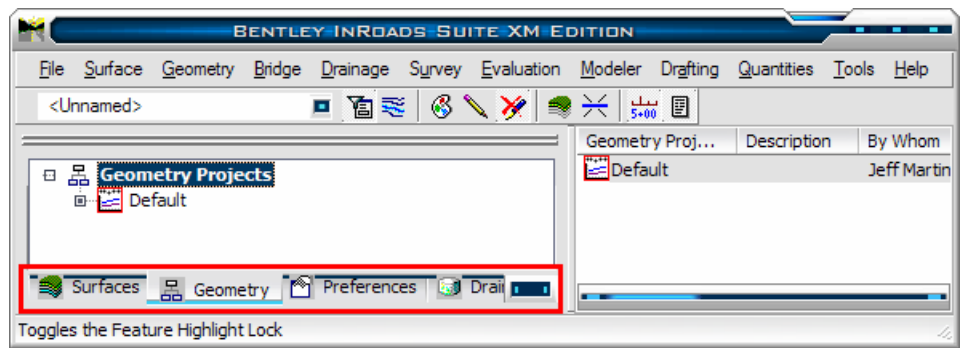 BENTLEY INROADS SUITE XM EDITION
File Surface Geometry Bridge Drainage Survey Evaluation Modeler Drafting Quantities Tools Help
<Unnamed>
5+00
Geometry Proj... Description By Whom
Geometry Projects
Default
Default Jeff Martin
Surfaces Geometry Preferences Drai
Toggles the Feature Highlight Lock